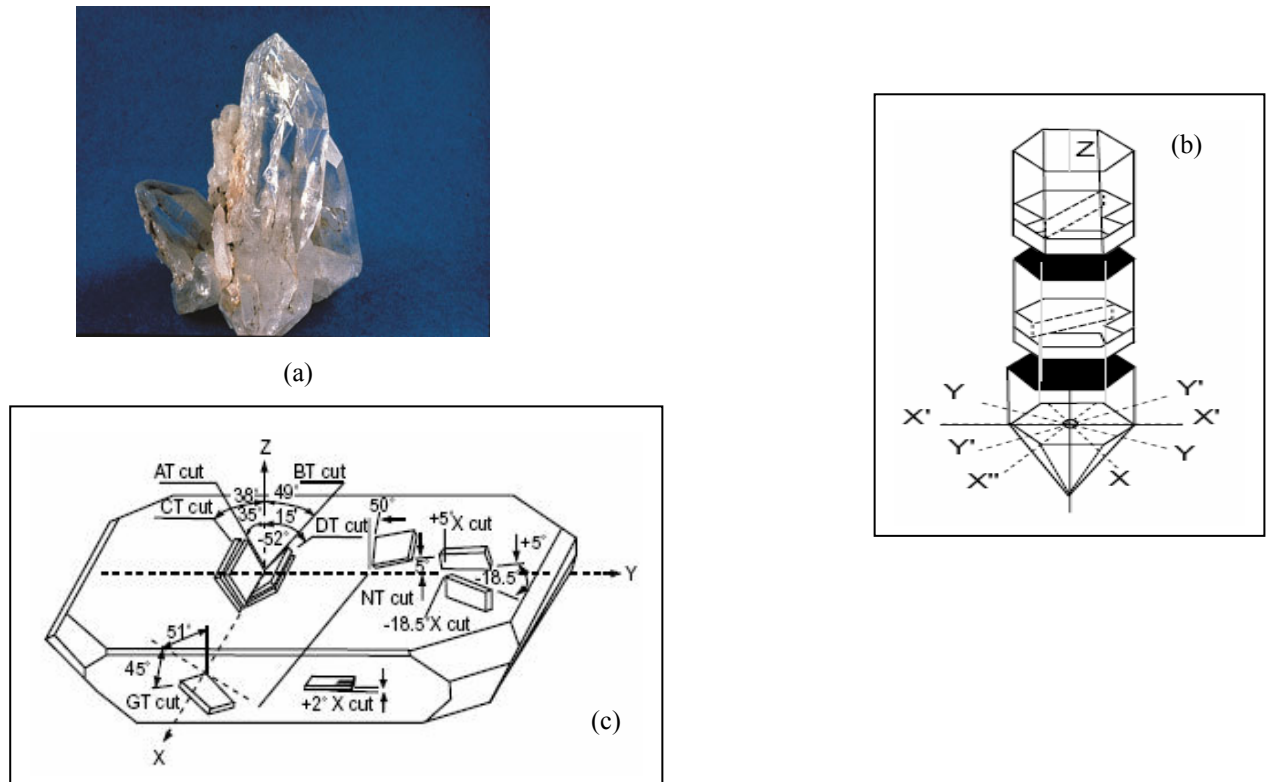 (a)
(b)
Z
Y
Y'
X'
X'
Y'
Y
X"
X
Z
AT cut
BT cut
38°
49°
CT cut
35°
15'
DT cut
-52°
50°
+5°X cut
+5°
5°
-18.5°
Y
NT cut
-18.5°X cut
51°
45°
GT cut
+2° X cut
X
(c)